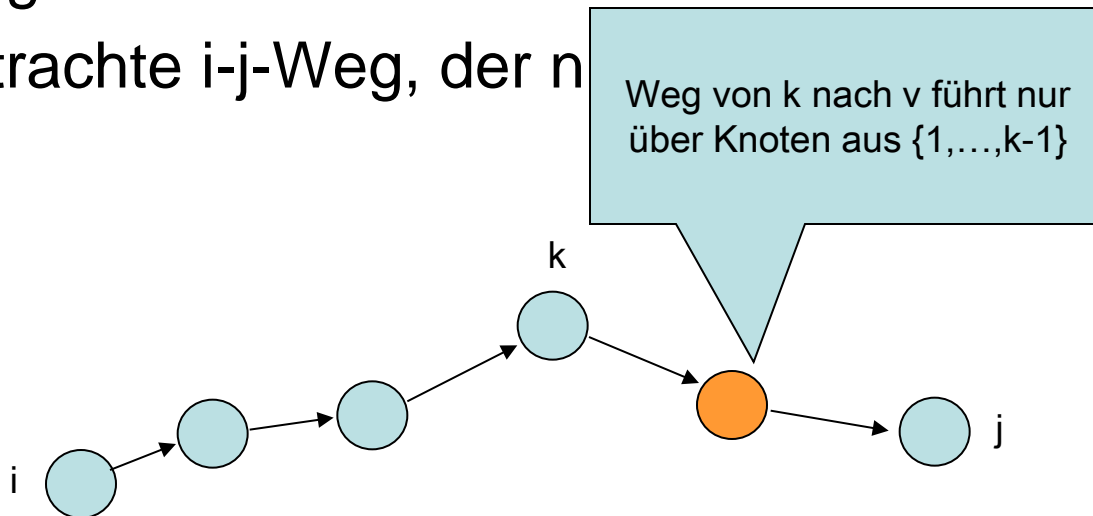 trachte i-j-Weg, der n
Weg von k nach v führt nur
über Knoten aus {1,…,k-1}
k
j
i